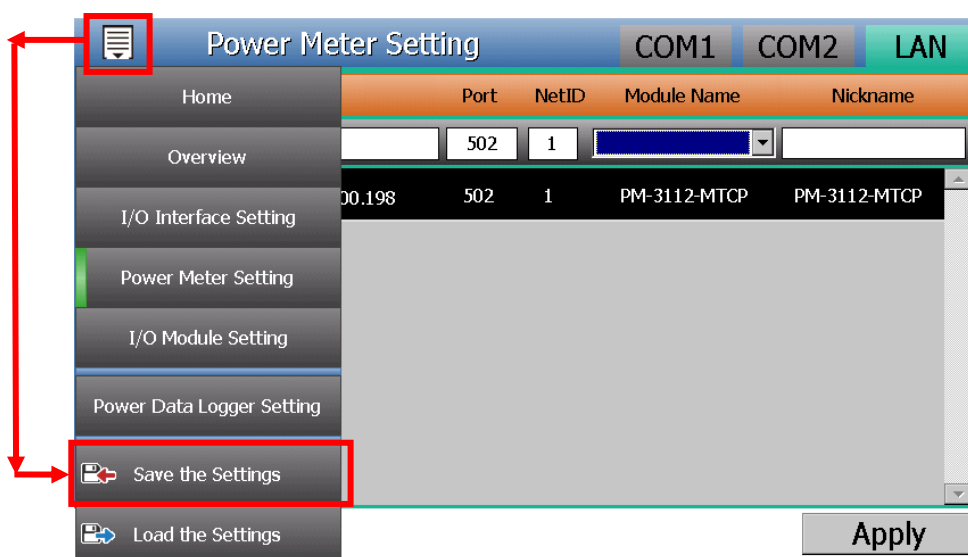 Power Meter Setting COM1 COM2 LAN
Home Port NetID Module Name Nickname
Overview 502 1
I/O Interface Setting 00.198 502 1 PM-3112-MTCP PM-3112-MTCP
Power Meter Setting
I/O Module Setting
Power Data Logger Setting
Save the Settings
Load the Settings Apply